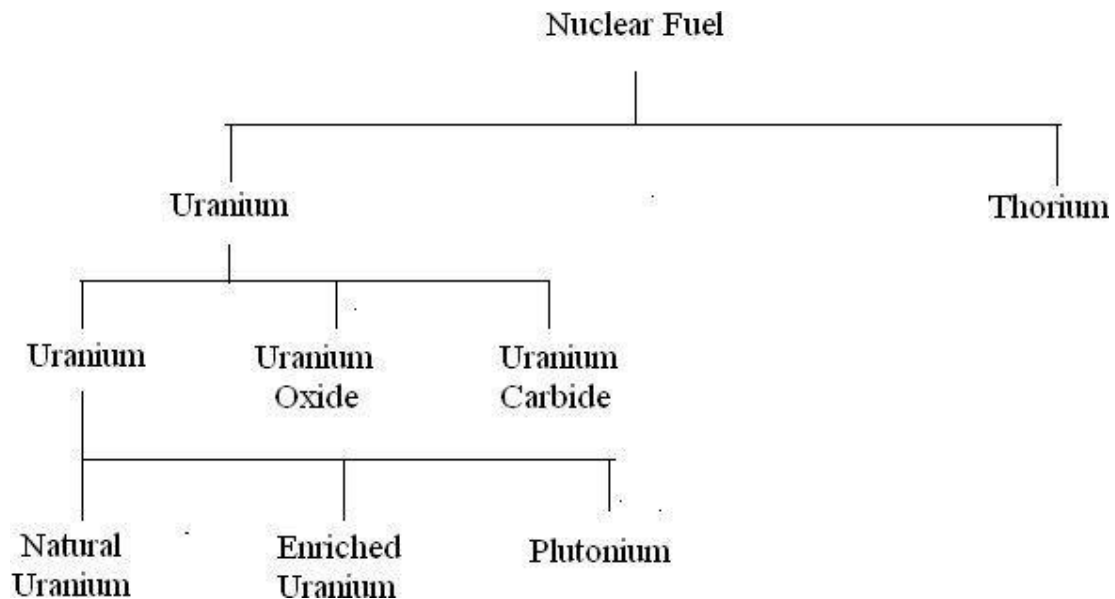 Nuclear Fuel
Uranium
Thorium
Uranium
Uranium
Oxide
Uranium
Carbide
Natural
Uranium
Enriched
Uranium
Plutonium